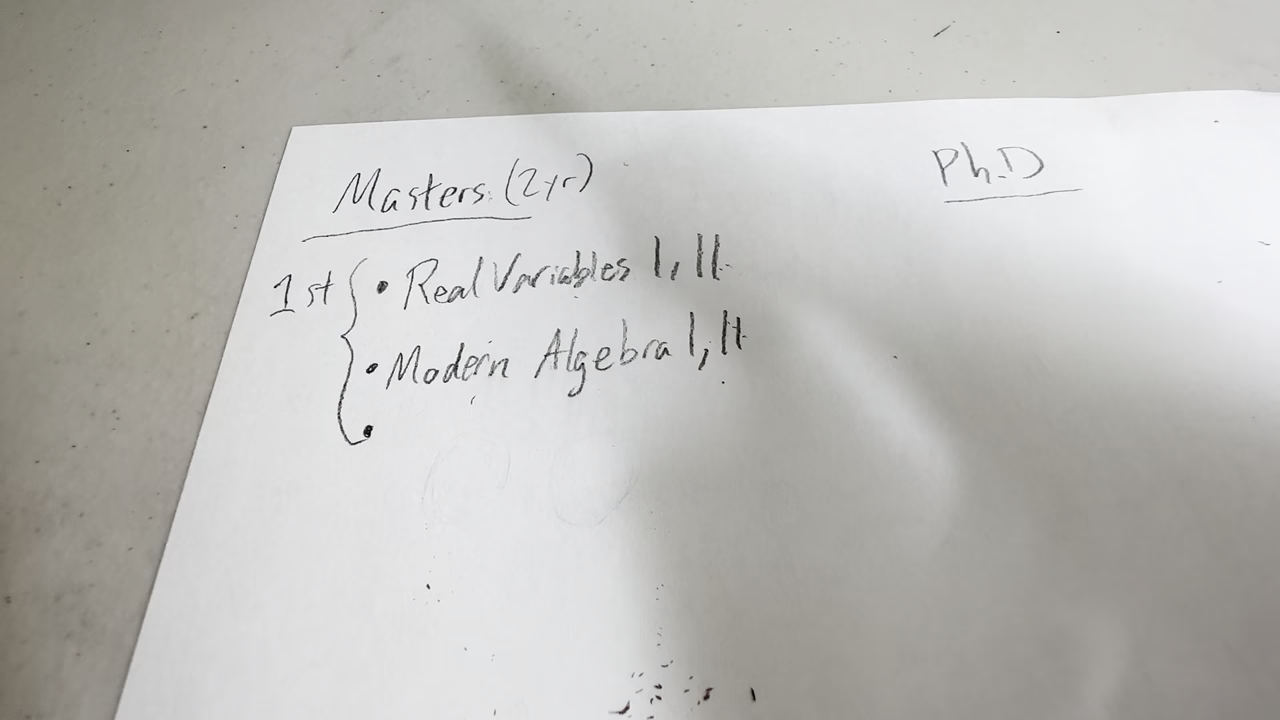 Masters (2yr)
Ph.D
1st { • Real Variables I, II
• Modern Algebra I, II
•